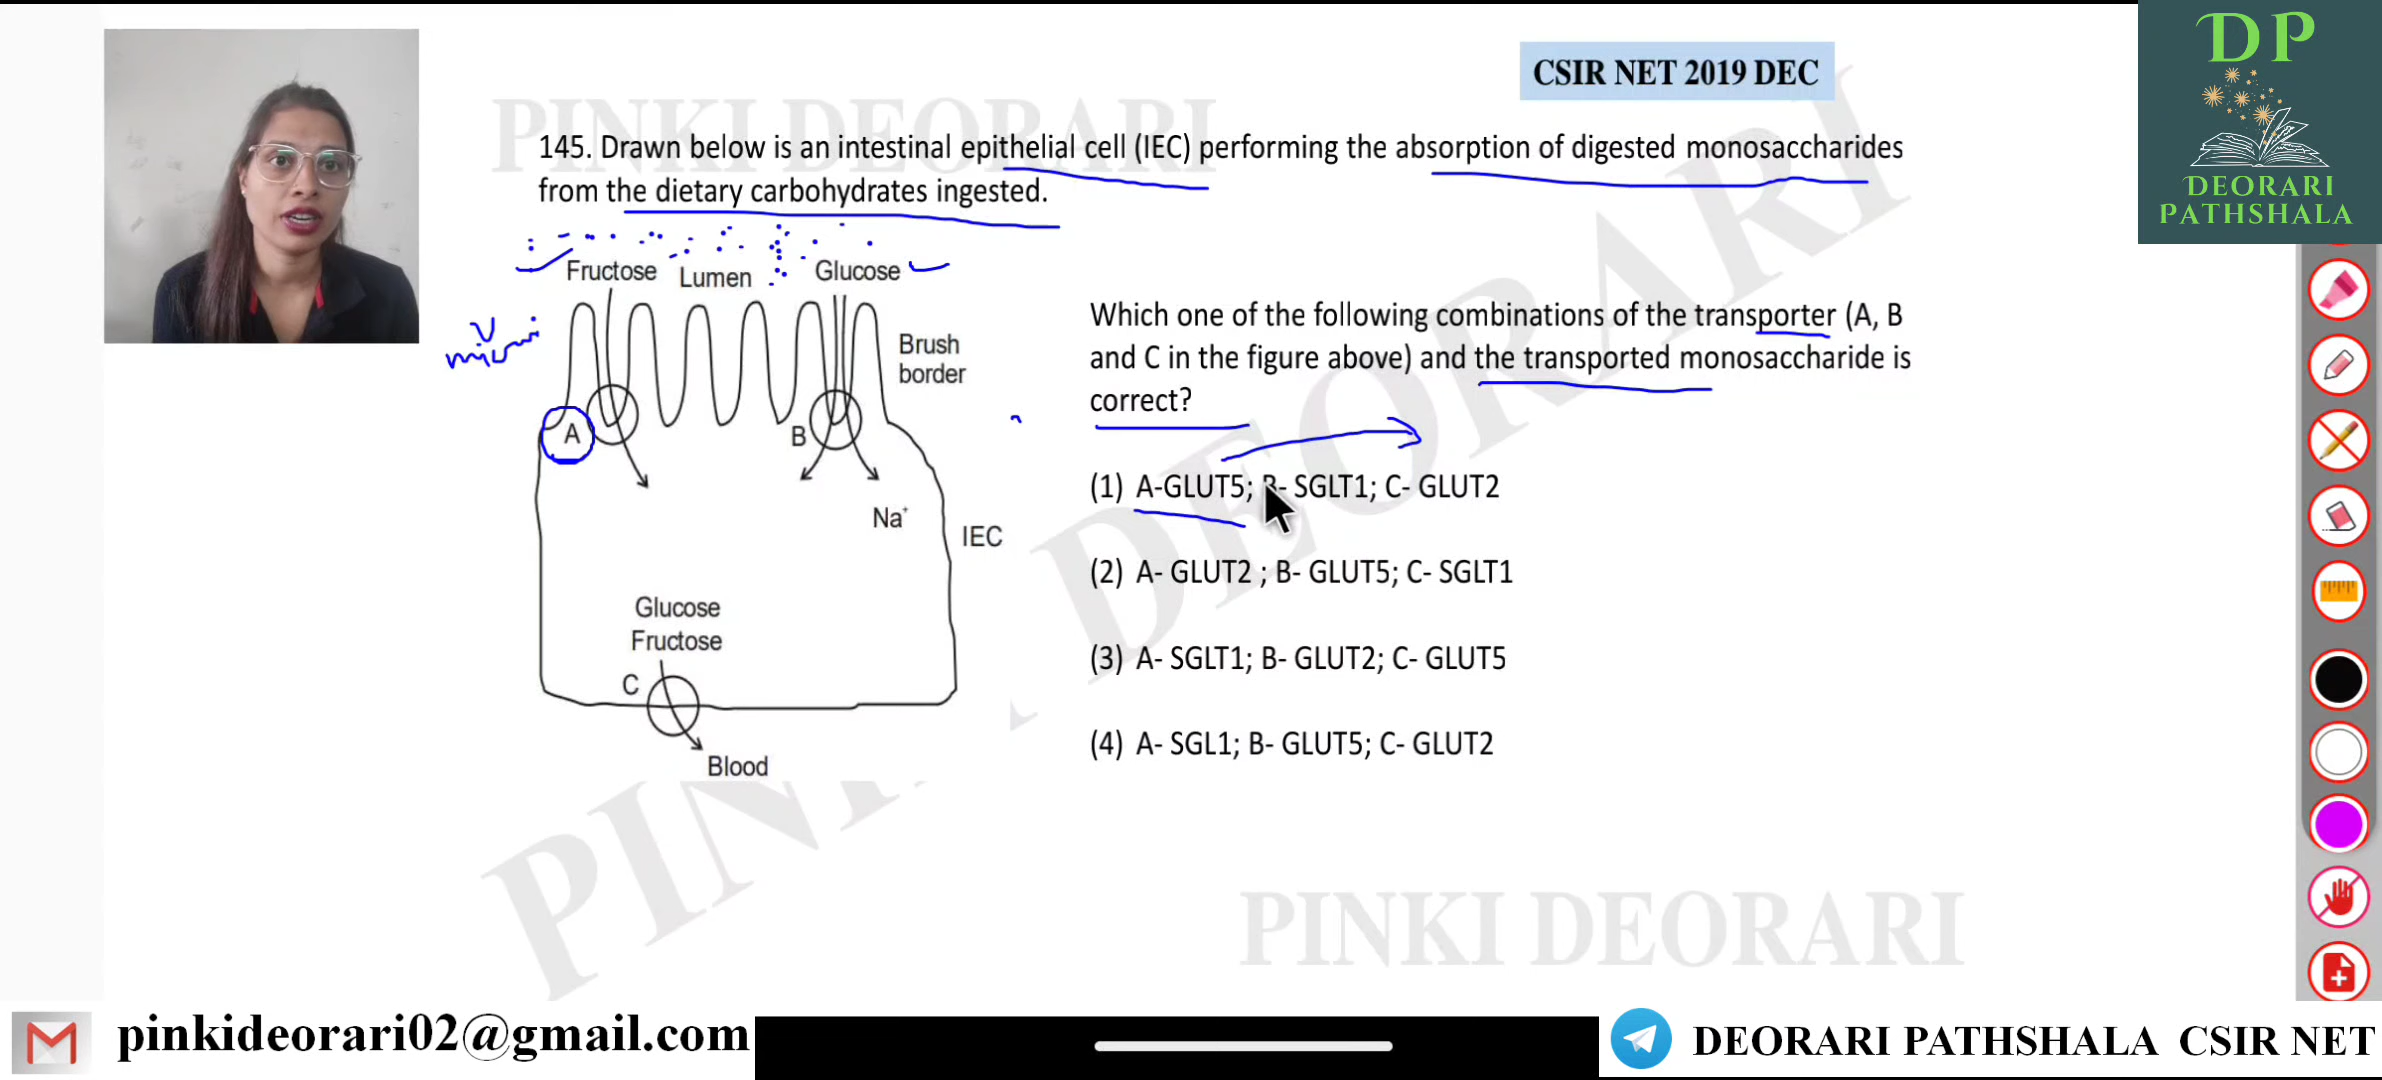 DP
DEORARI
PATHSHALA
CSIR NET 2019 DEC
PINKI DEORARI
145. Drawn below is an intestinal epithelial cell (IEC) performing the absorption of digested monosaccharides
from the dietary carbohydrates ingested.
Fructose Lumen Glucose
Brush
border
A
B
Na+
IEC
Glucose
Fructose
C
Blood
Which one of the following combinations of the transporter (A, B
and C in the figure above) and the transported monosaccharide is
correct?
(1) A-GLUT5; B- SGLT1; C- GLUT2
(2) A- GLUT2 ; B- GLUT5; C- SGLT1
(3) A- SGLT1; B- GLUT2; C- GLUT5
(4) A- SGL1; B- GLUT5; C- GLUT2
PINKI DEORARI
PINKI DEORARI
pinkideorari02@gmail.com
DEORARI PATHSHALA CSIR NET